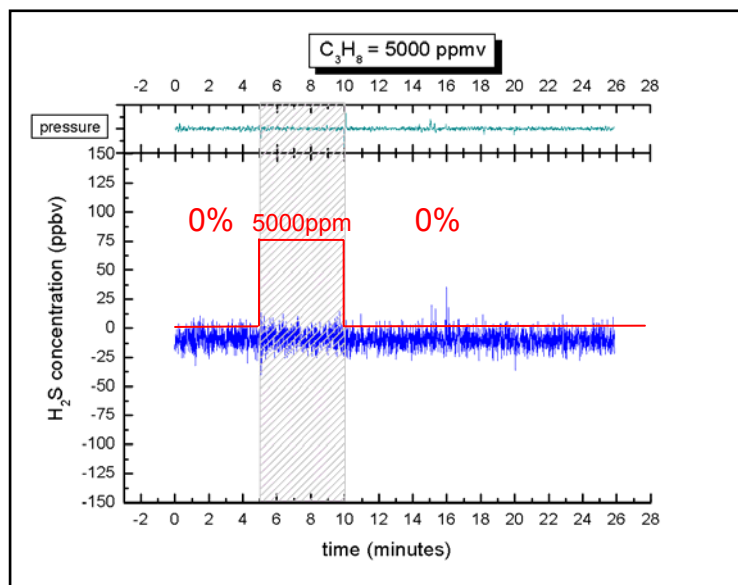 C₃H₈ = 5000 ppmv
-2 0 2 4 6 8 10 12 14 16 18 20 22 24 26 28
pressure
150
125
100
75
50
25
0
-25
-50
-75
-100
-125
-150
H₂S concentration (ppbv)
0% 5000ppm 0%
-2 0 2 4 6 8 10 12 14 16 18 20 22 24 26 28
time (minutes)